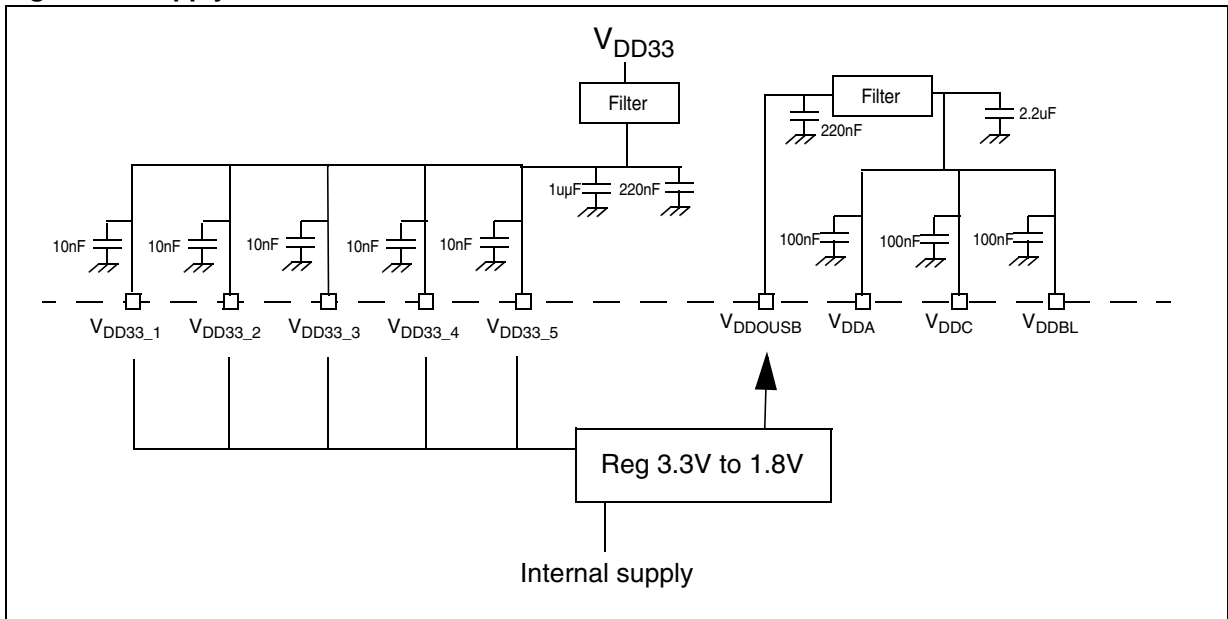 VDD33
Filter
Filter
2.2uF
220nF
1uµF
220nF
10nF
10nF
10nF
10nF
10nF
100nF
100nF
100nF
VDD33_1
VDD33_2
VDD33_3
VDD33_4
VDD33_5
VDDOUSB
VDDA
VDDC
VDDBL
Reg 3.3V to 1.8V
Internal supply